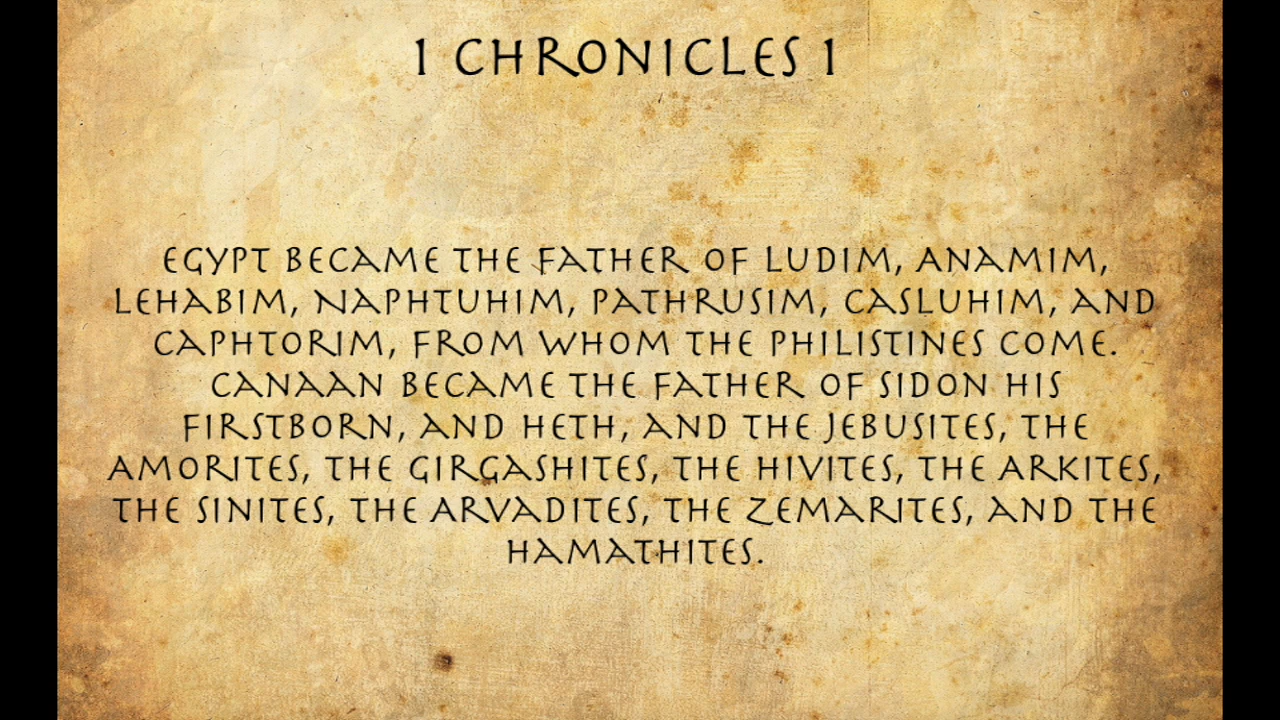 1 CHRONICLES 1
EGYPT BECAME THE FATHER OF LUDIM, ANAMIM,
LEHABIM, NAPHTUHIM, PATHRUSIM, CASLUHIM, AND
CAPHTORIM, FROM WHOM THE PHILISTINES COME.
CANAAN BECAME THE FATHER OF SIDON HIS
FIRSTBORN, AND HETH, AND THE JEBUSITES, THE
AMORITES, THE GIRGASHITES, THE HIVITES, THE ARKITES,
THE SINITES, THE ARVADITES, THE ZEMARITES, AND THE
HAMATHITES.